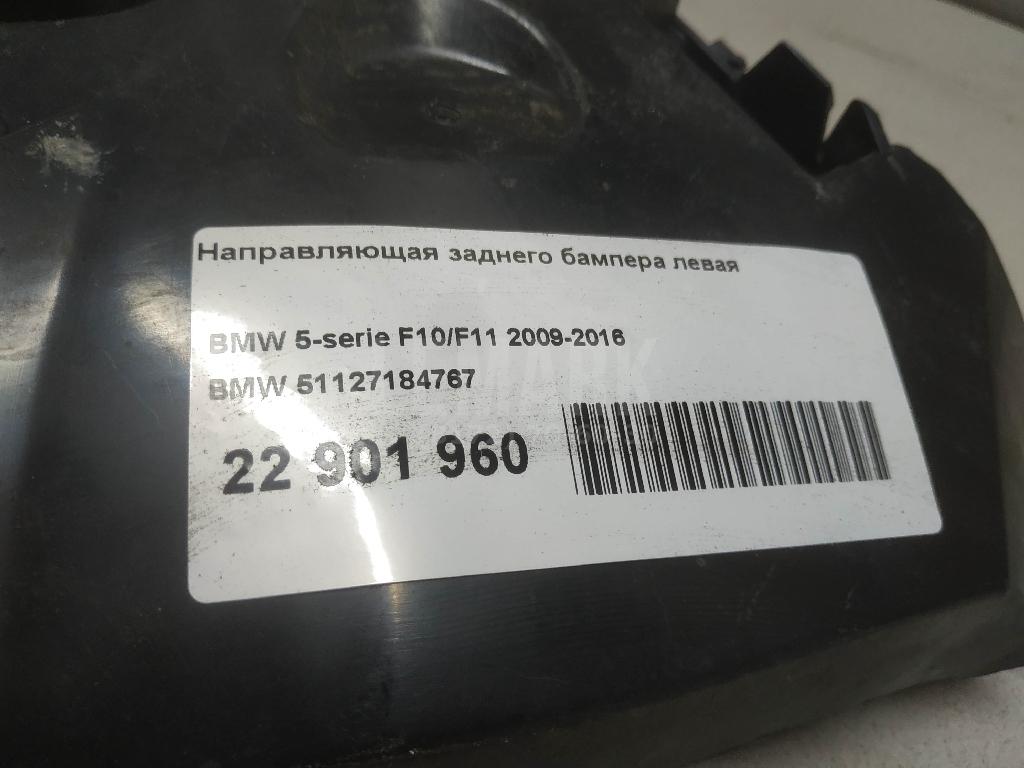 Направляющая заднего бампера левая
BMW 5-serie F10/F11 2009-2016
BMW 51127184767
22 901 960